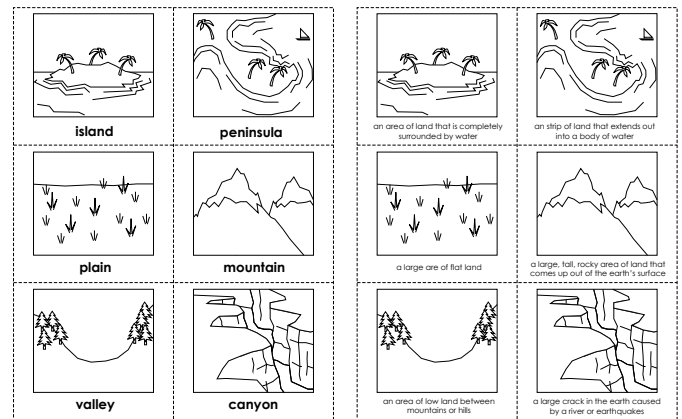 island
peninsula
an area of land that is completely
surrounded by water
an strip of land that extends out
into a body of water
plain
mountain
a large are of flat land
a large, tall, rocky area of land that
comes up out of the earth's surface
valley
canyon
an area of low land between
mountains or hills
a large crack in the earth caused
by a river or earthquakes